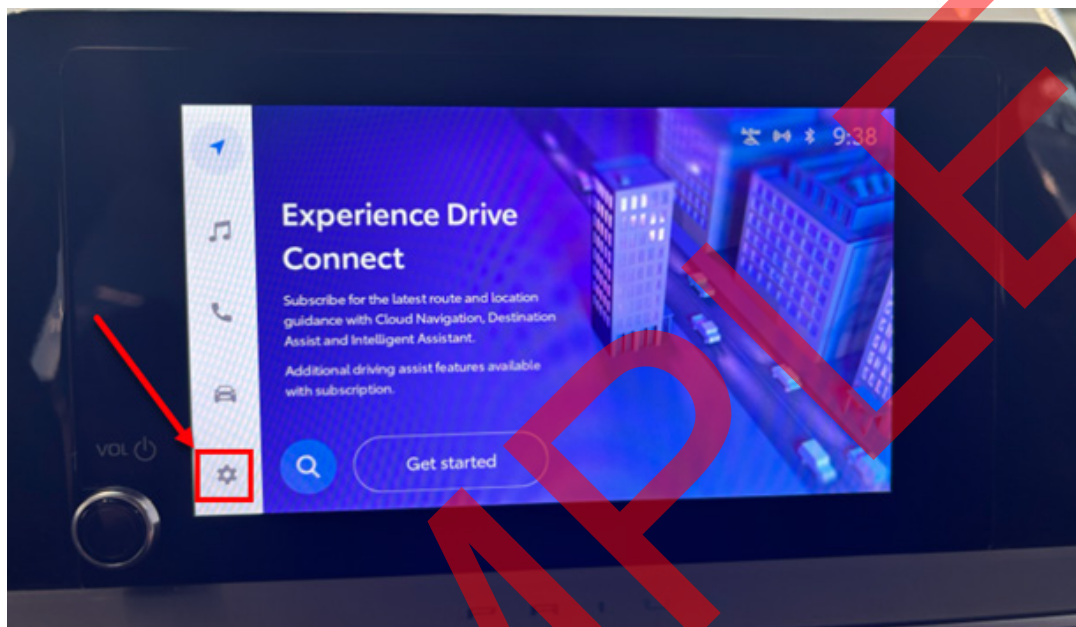 9:38
Experience Drive
Connect
Subscribe for the latest route and location
guidance with Cloud Navigation, Destination
Assist and Intelligent Assistant.
Additional driving assist features available
with subscription.
VOL
Get started
MPLE